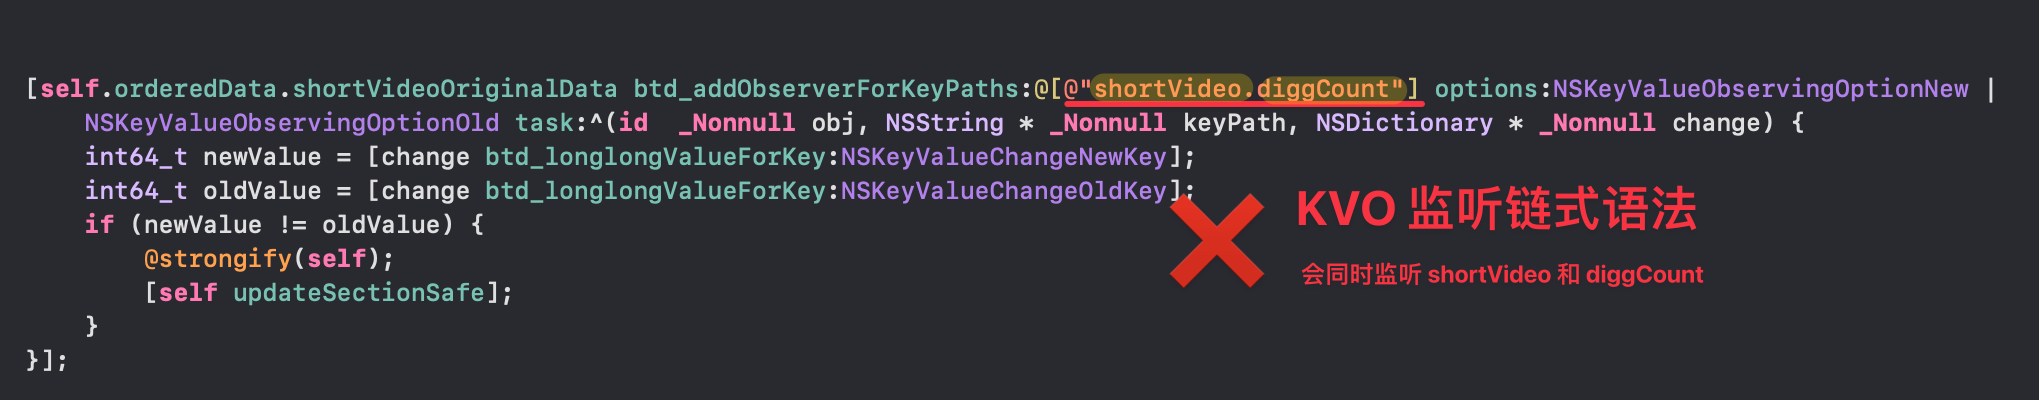 [self.orderedData.shortVideoOriginalData btd_addObserverForKeyPaths:@[@"shortVideo.diggCount"] options:NSKeyValueObservingOptionNew |
    NSKeyValueObservingOptionOld task:^(id  _Nonnull obj, NSString * _Nonnull keyPath, NSDictionary * _Nonnull change) {
    int64_t newValue = [change btd_longlongValueForKey:NSKeyValueChangeNewKey];
    int64_t oldValue = [change btd_longlongValueForKey:NSKeyValueChangeOldKey];
    if (newValue != oldValue) {
        @strongify(self);
        [self updateSectionSafe];
    }
}];
KVO 监听链式语法
会同时监听 shortVideo 和 diggCount